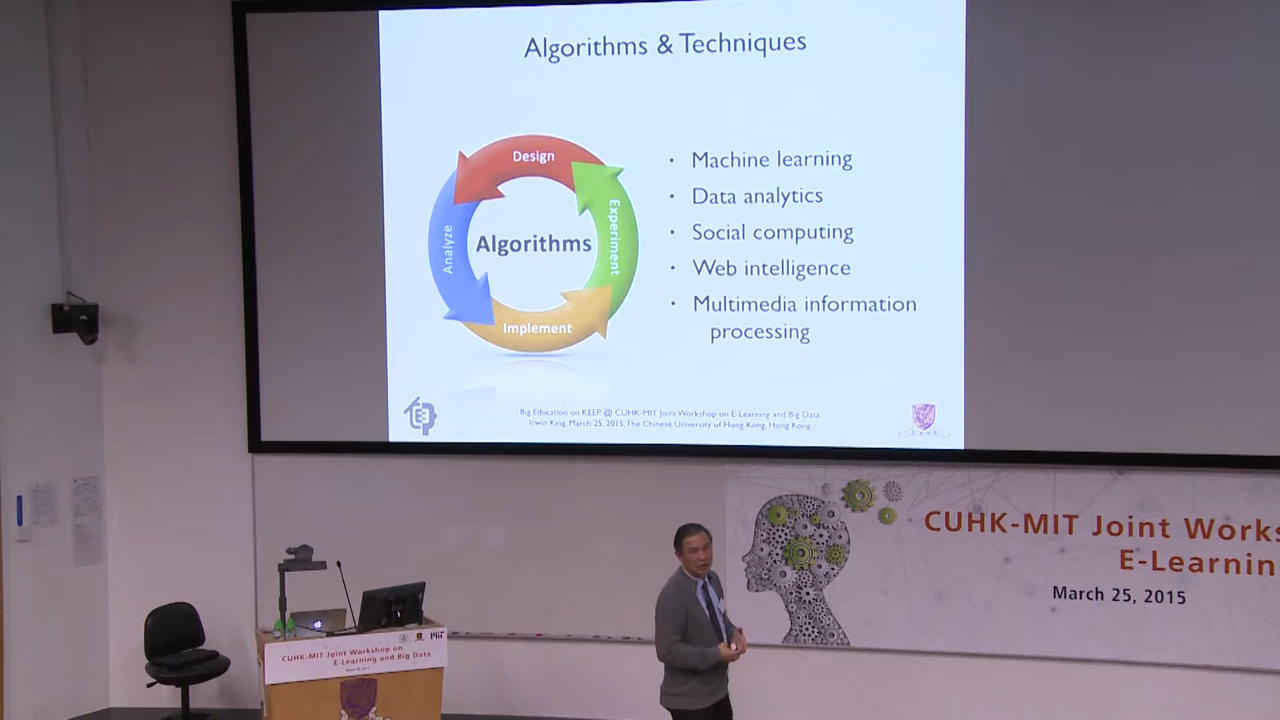 Algorithms & Techniques
Design
Experiment
Analyze
Algorithms
Implement
• Machine learning
• Data analytics
• Social computing
• Web intelligence
• Multimedia information
processing
Big Education on KEEP @ CUHK-MIT Joint Workshop on E-Learning and Big Data
Irwin King, March 25, 2015, The Chinese University of Hong Kong, Hong Kong
CUHK-MIT Joint Works
E-Learnin
March 25, 2015
MIT
CUHK-MIT Joint Workshop on
E-Learning and Big Data